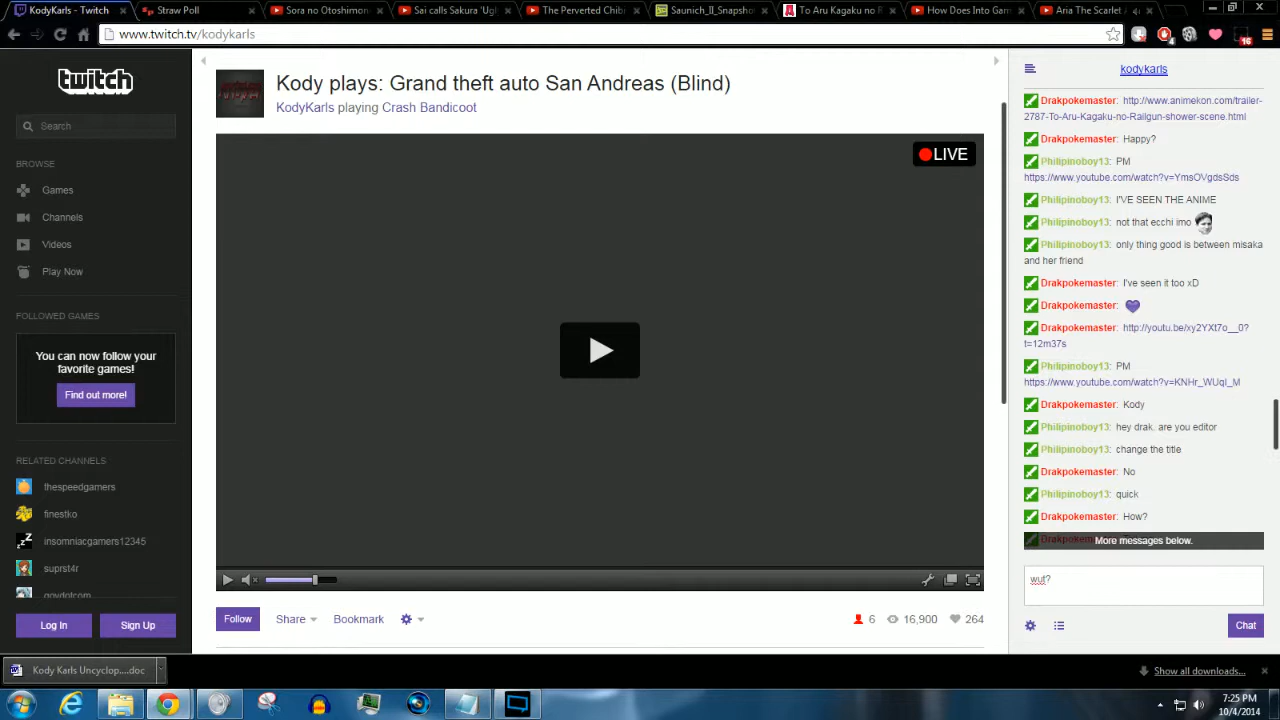 KodyKarls - Twitch
Straw Poll
Sora no Otoshimon
Sai calls Sakura 'Ugl
The Perverted Chibi
Saunich_II_Snapshot
To Aru Kagaku no R
How Does Into Gam
Aria The Scarlet A
www.twitch.tv/kodykarls
16
twitch
Search
BROWSE
Games
Channels
Videos
Play Now
FOLLOWED GAMES
You can now follow your
favorite games!
Find out more!
RELATED CHANNELS
thespeedgamers
finestko
insomniacgamers12345
suprst4r
govdotcom
Log In
Sign Up
Kody plays: Grand theft auto San Andreas (Blind)
KodyKarls playing Crash Bandicoot
LIVE
Follow
Share
Bookmark
6
16,900
264
kodykarls
Drakpokemaster: http://www.animekon.com/trailer-
2787-To-Aru-Kagaku-no-Railgun-shower-scene.html
Drakpokemaster: Happy?
Philipinoboy13: PM
https://www.youtube.com/watch?v=YmsOVgdsSds
Philipinoboy13: I'VE SEEN THE ANIME
Philipinoboy13: not that ecchi imo
Philipinoboy13: only thing good is between misaka
and her friend
Drakpokemaster: I've seen it too xD
Drakpokemaster:
Drakpokemaster: http://youtu.be/xy2YXt7o__0?
t=12m37s
Philipinoboy13: PM
https://www.youtube.com/watch?v=KNHr_WUqI_M
Drakpokemaster: Kody
Philipinoboy13: hey drak. are you editor
Philipinoboy13: change the title
Drakpokemaster: No
Philipinoboy13: quick
Drakpokemaster: How?
More messages below.
wut?
Chat
Kody Karls Uncyclop....doc
Show all downloads...
7:25 PM
10/4/2014